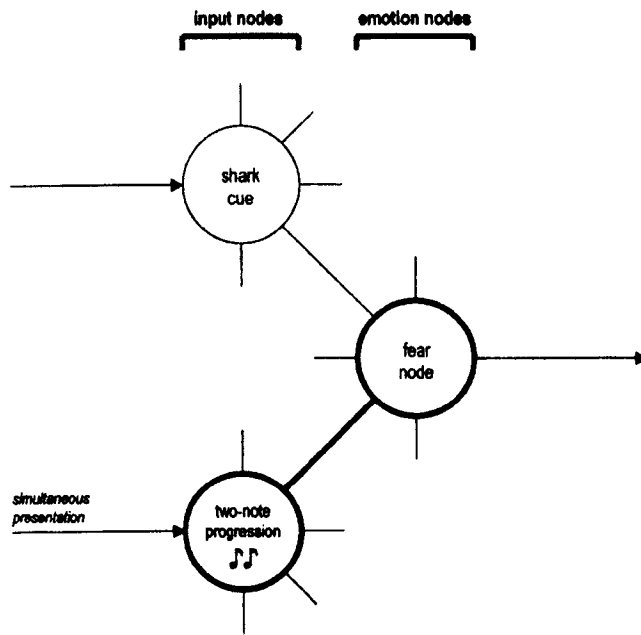 input nodes
emotion nodes
shark
cue
fear
node
simultaneous
presentation
two-note
progression